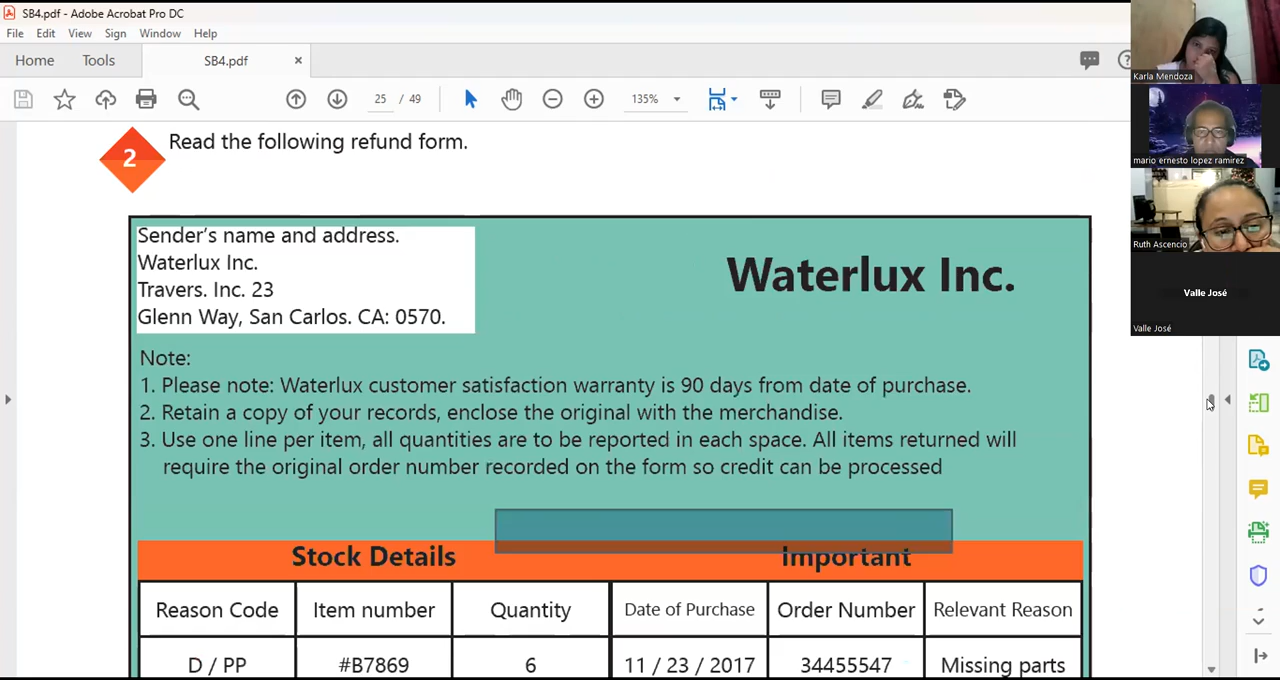 SB4.pdf - Adobe Acrobat Pro DC
File Edit View Sign Window Help
Home Tools SB4.pdf ×
25 / 49 135%
2 Read the following refund form.
Sender's name and address.
Waterlux Inc.
Travers. Inc. 23
Glenn Way, San Carlos. CA: 0570.
Waterlux Inc.
Note:
1. Please note: Waterlux customer satisfaction warranty is 90 days from date of purchase.
2. Retain a copy of your records, enclose the original with the merchandise.
3. Use one line per item, all quantities are to be reported in each space. All items returned will
require the original order number recorded on the form so credit can be processed
Stock Details Important
Reason Code Item number Quantity Date of Purchase Order Number Relevant Reason
D / PP #B7869 6 11 / 23 / 2017 34455547 Missing parts
Karla Mendoza
mario ernesto lopez ramirez
Ruth Ascencio
Valle José
Valle José